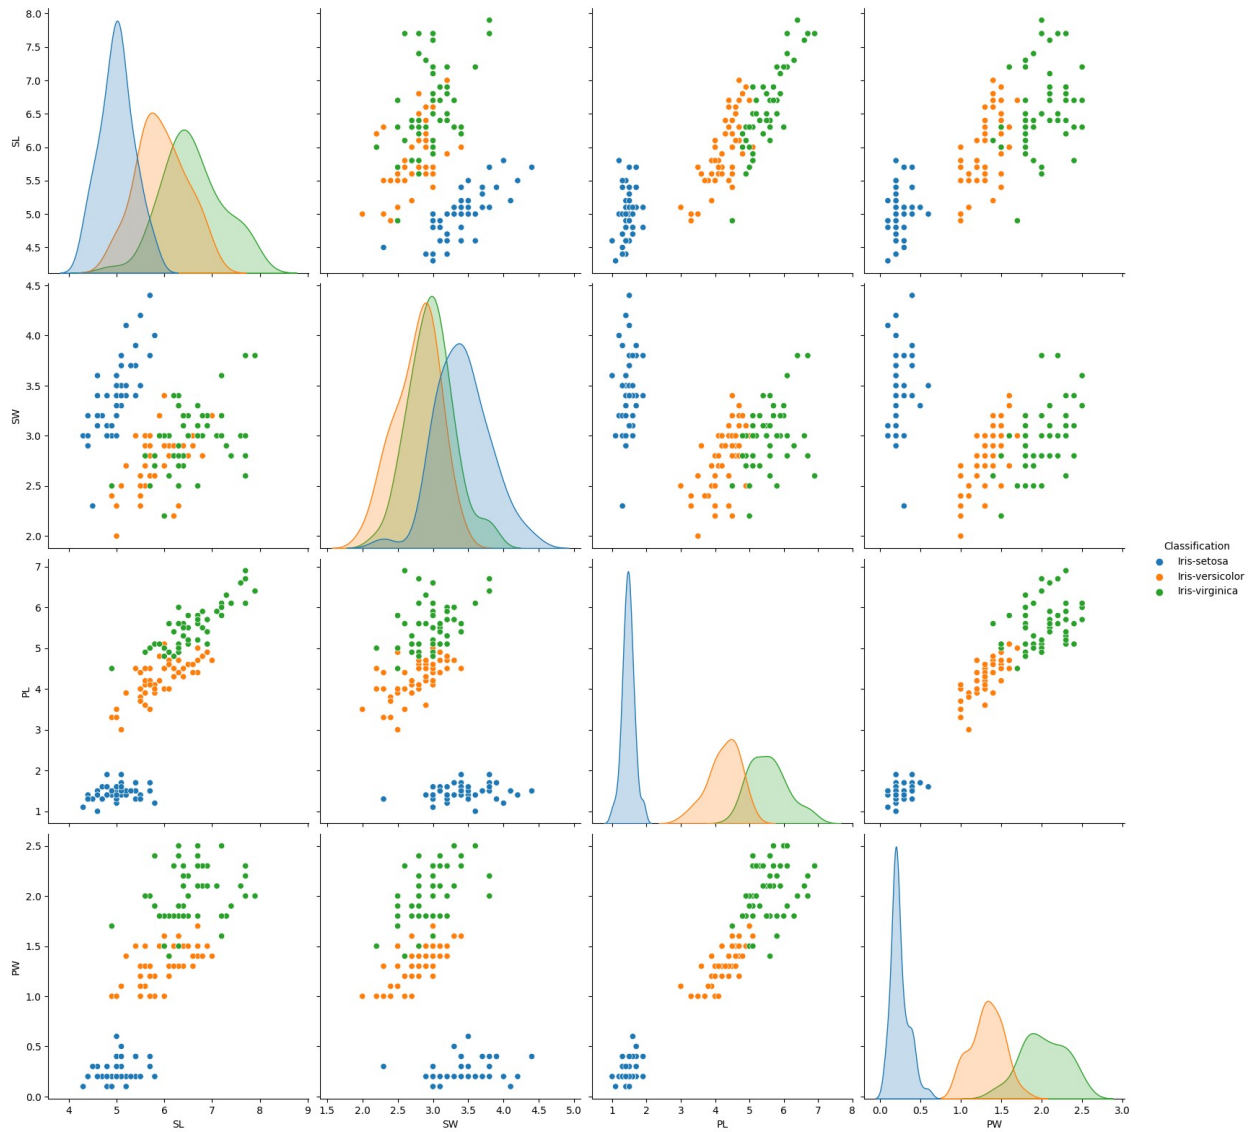 8.0
7.5
7.0
6.5
6.0
5.5
5.0
4.5
SL
4.5
4.0
3.5
3.0
2.5
2.0
SW
7
6
5
4
3
2
1
PL
2.5
2.0
1.5
1.0
0.5
0.0
PW
4 5 6 7 8 9
SL
1.5 2.0 2.5 3.0 3.5 4.0 4.5 5.0
SW
1 2 3 4 5 6 7 8
PL
0.0 0.5 1.0 1.5 2.0 2.5 3.0
PW
Classification
Iris-setosa
Iris-versicolor
Iris-virginica